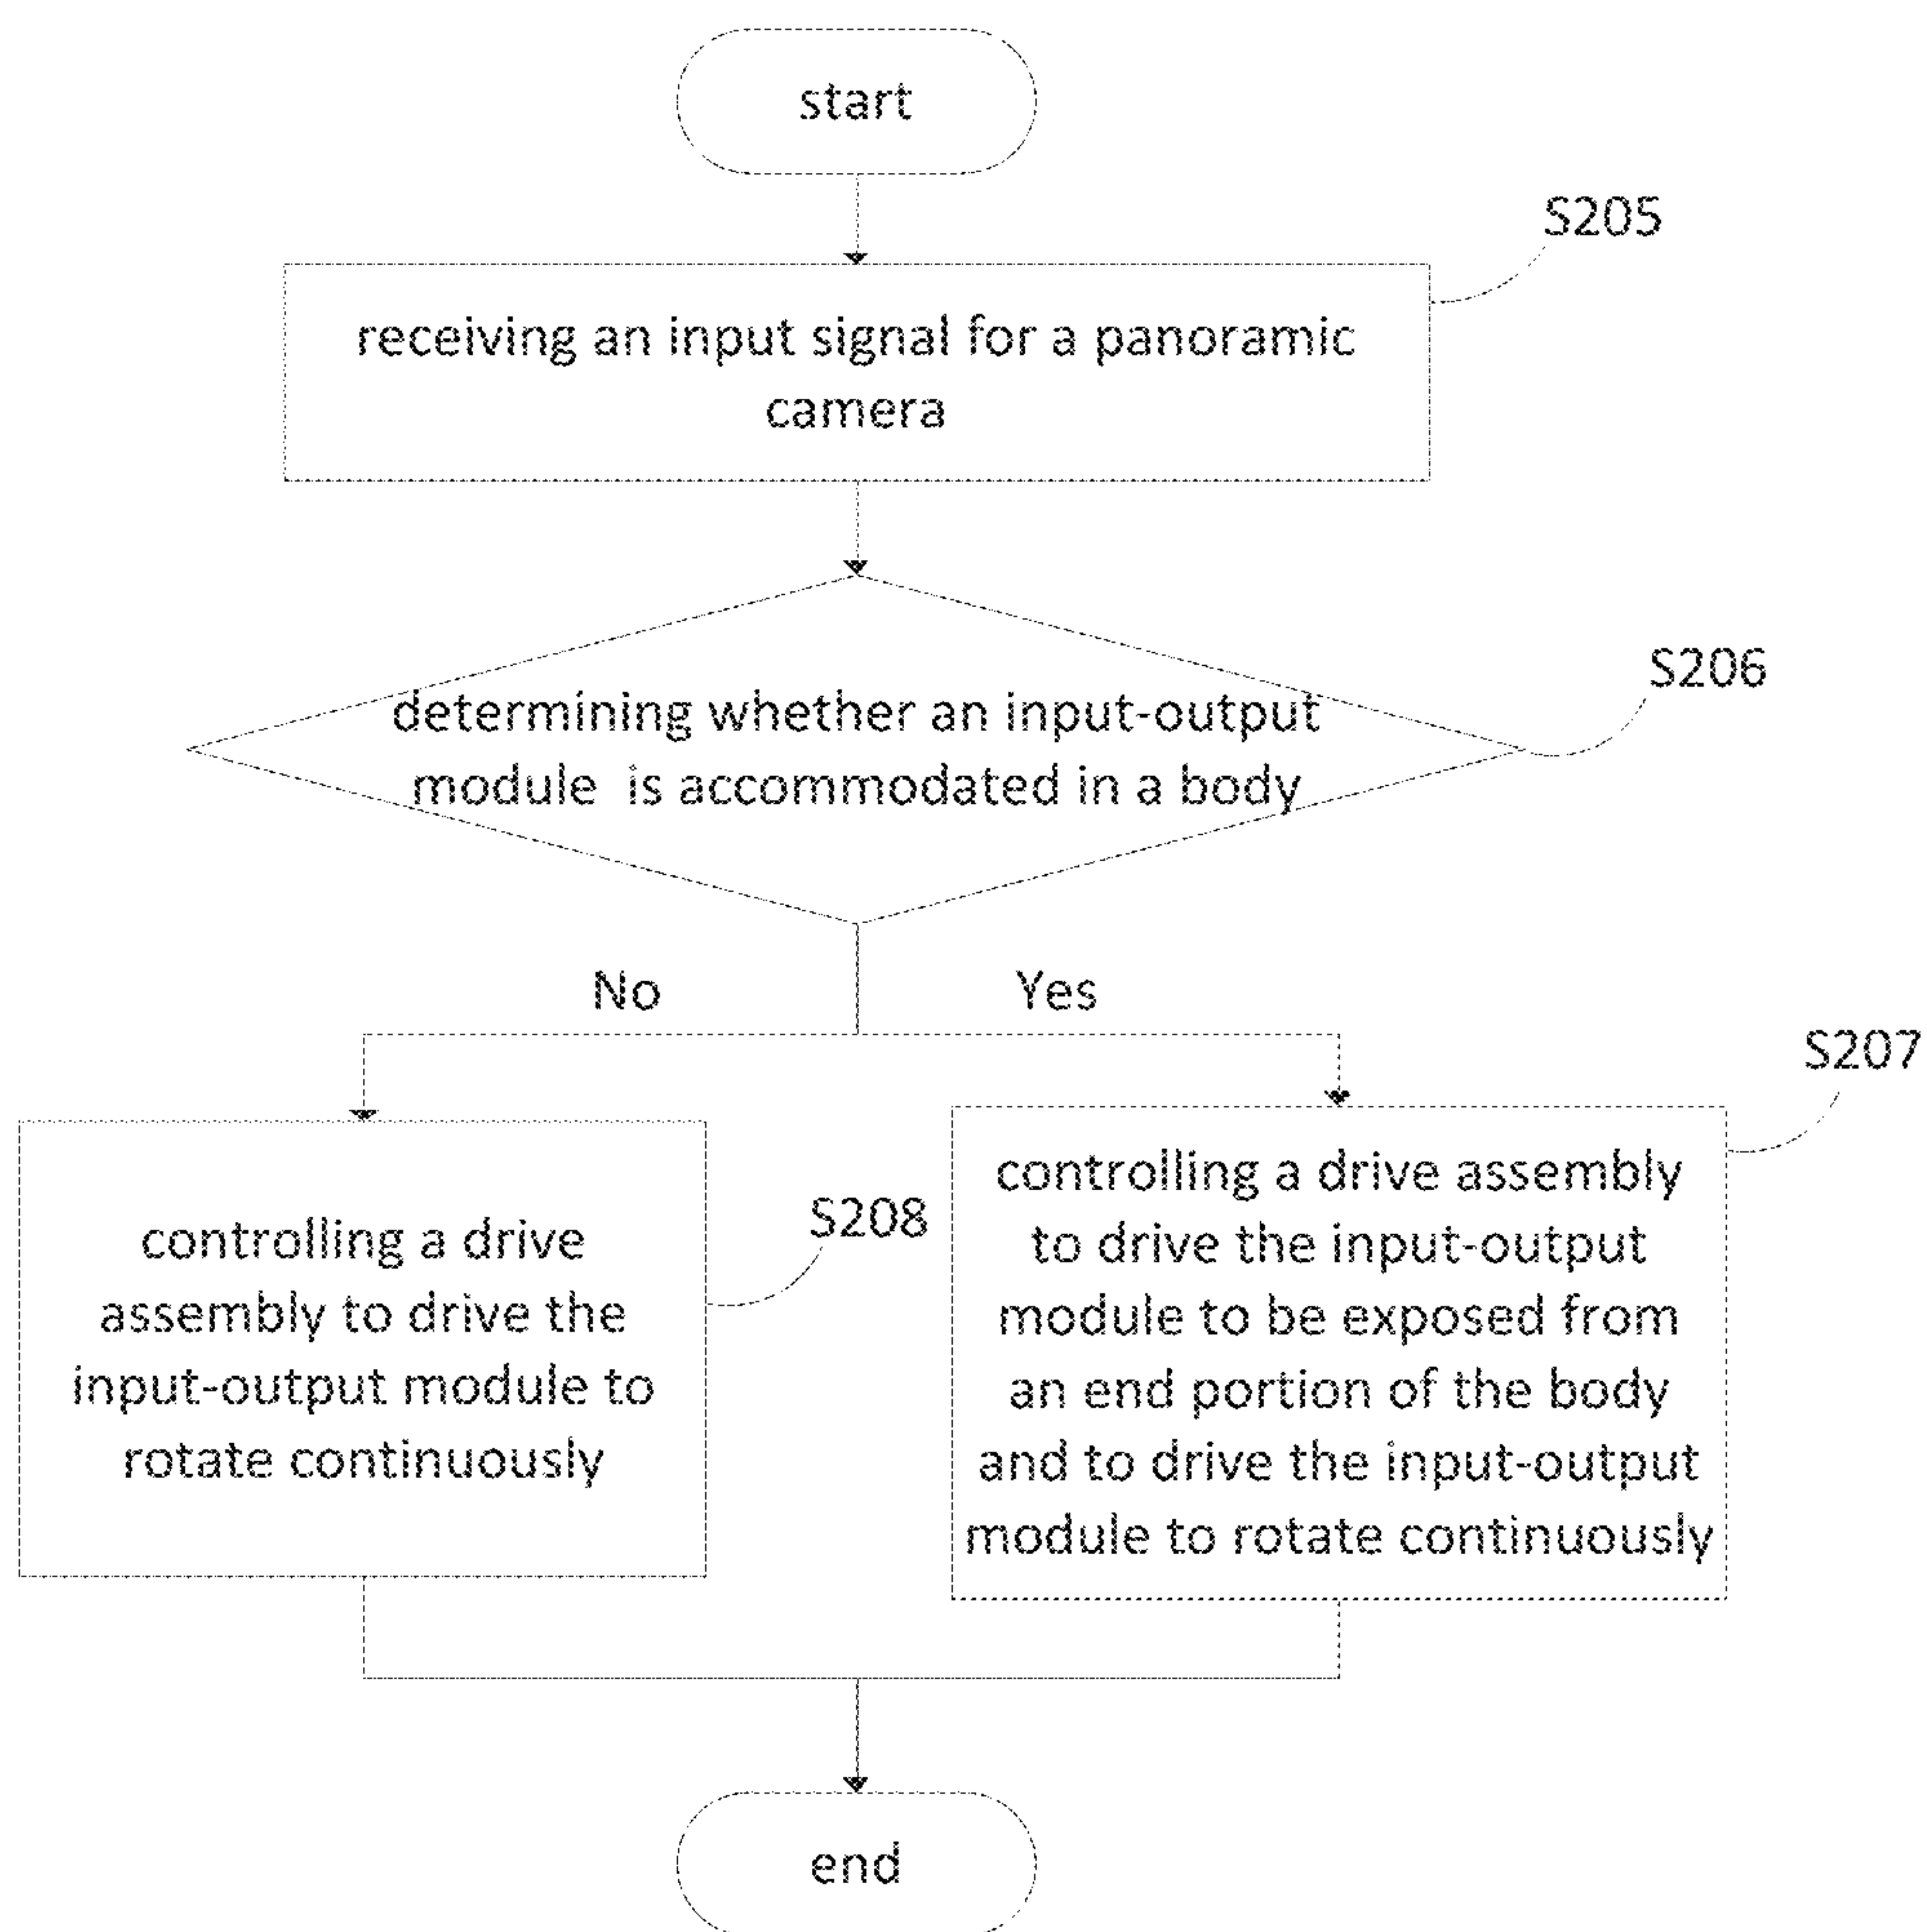 start
S205
receiving an input signal for a panoramic
camera
S206
determining whether an input-output
module is accommodated in a body
No
Yes
S207
controlling a drive assembly
to drive the input-output
module to be exposed from
an end portion of the body
and to drive the input-output
module to rotate continuously
S208
controlling a drive
assembly to drive the
input-output module to
rotate continuously
end